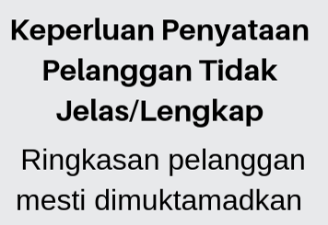 Keperluan Penyataan
Pelanggan Tidak
Jelas/Lengkap
Ringkasan pelanggan
mesti dimuktamadkan